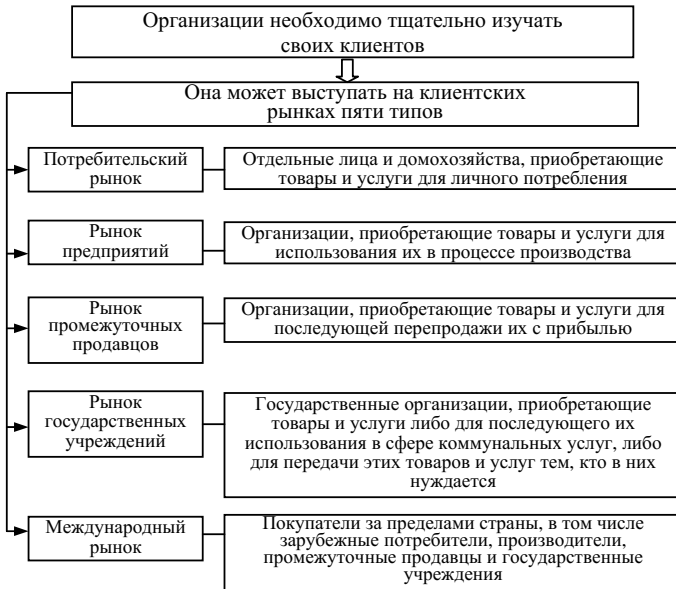 Организации необходимо тщательно изучать
своих клиентов
Она может выступать на клиентских
рынках пяти типов
Потребительский
рынок
Отдельные лица и домохозяйства, приобретающие
товары и услуги для личного потребления
Рынок
предприятий
Организации, приобретающие товары и услуги для
использования их в процессе производства
Рынок
промежуточных
продавцов
Организации, приобретающие товары и услуги для
последующей перепродажи их с прибылью
Рынок
государственных
учреждений
Государственные организации, приобретающие
товары и услуги либо для последующего их
использования в сфере коммунальных услуг, либо
для передачи этих товаров и услуг тем, кто в них
нуждается
Международный
рынок
Покупатели за пределами страны, в том числе
зарубежные потребители, производители,
промежуточные продавцы и государственные
учреждения